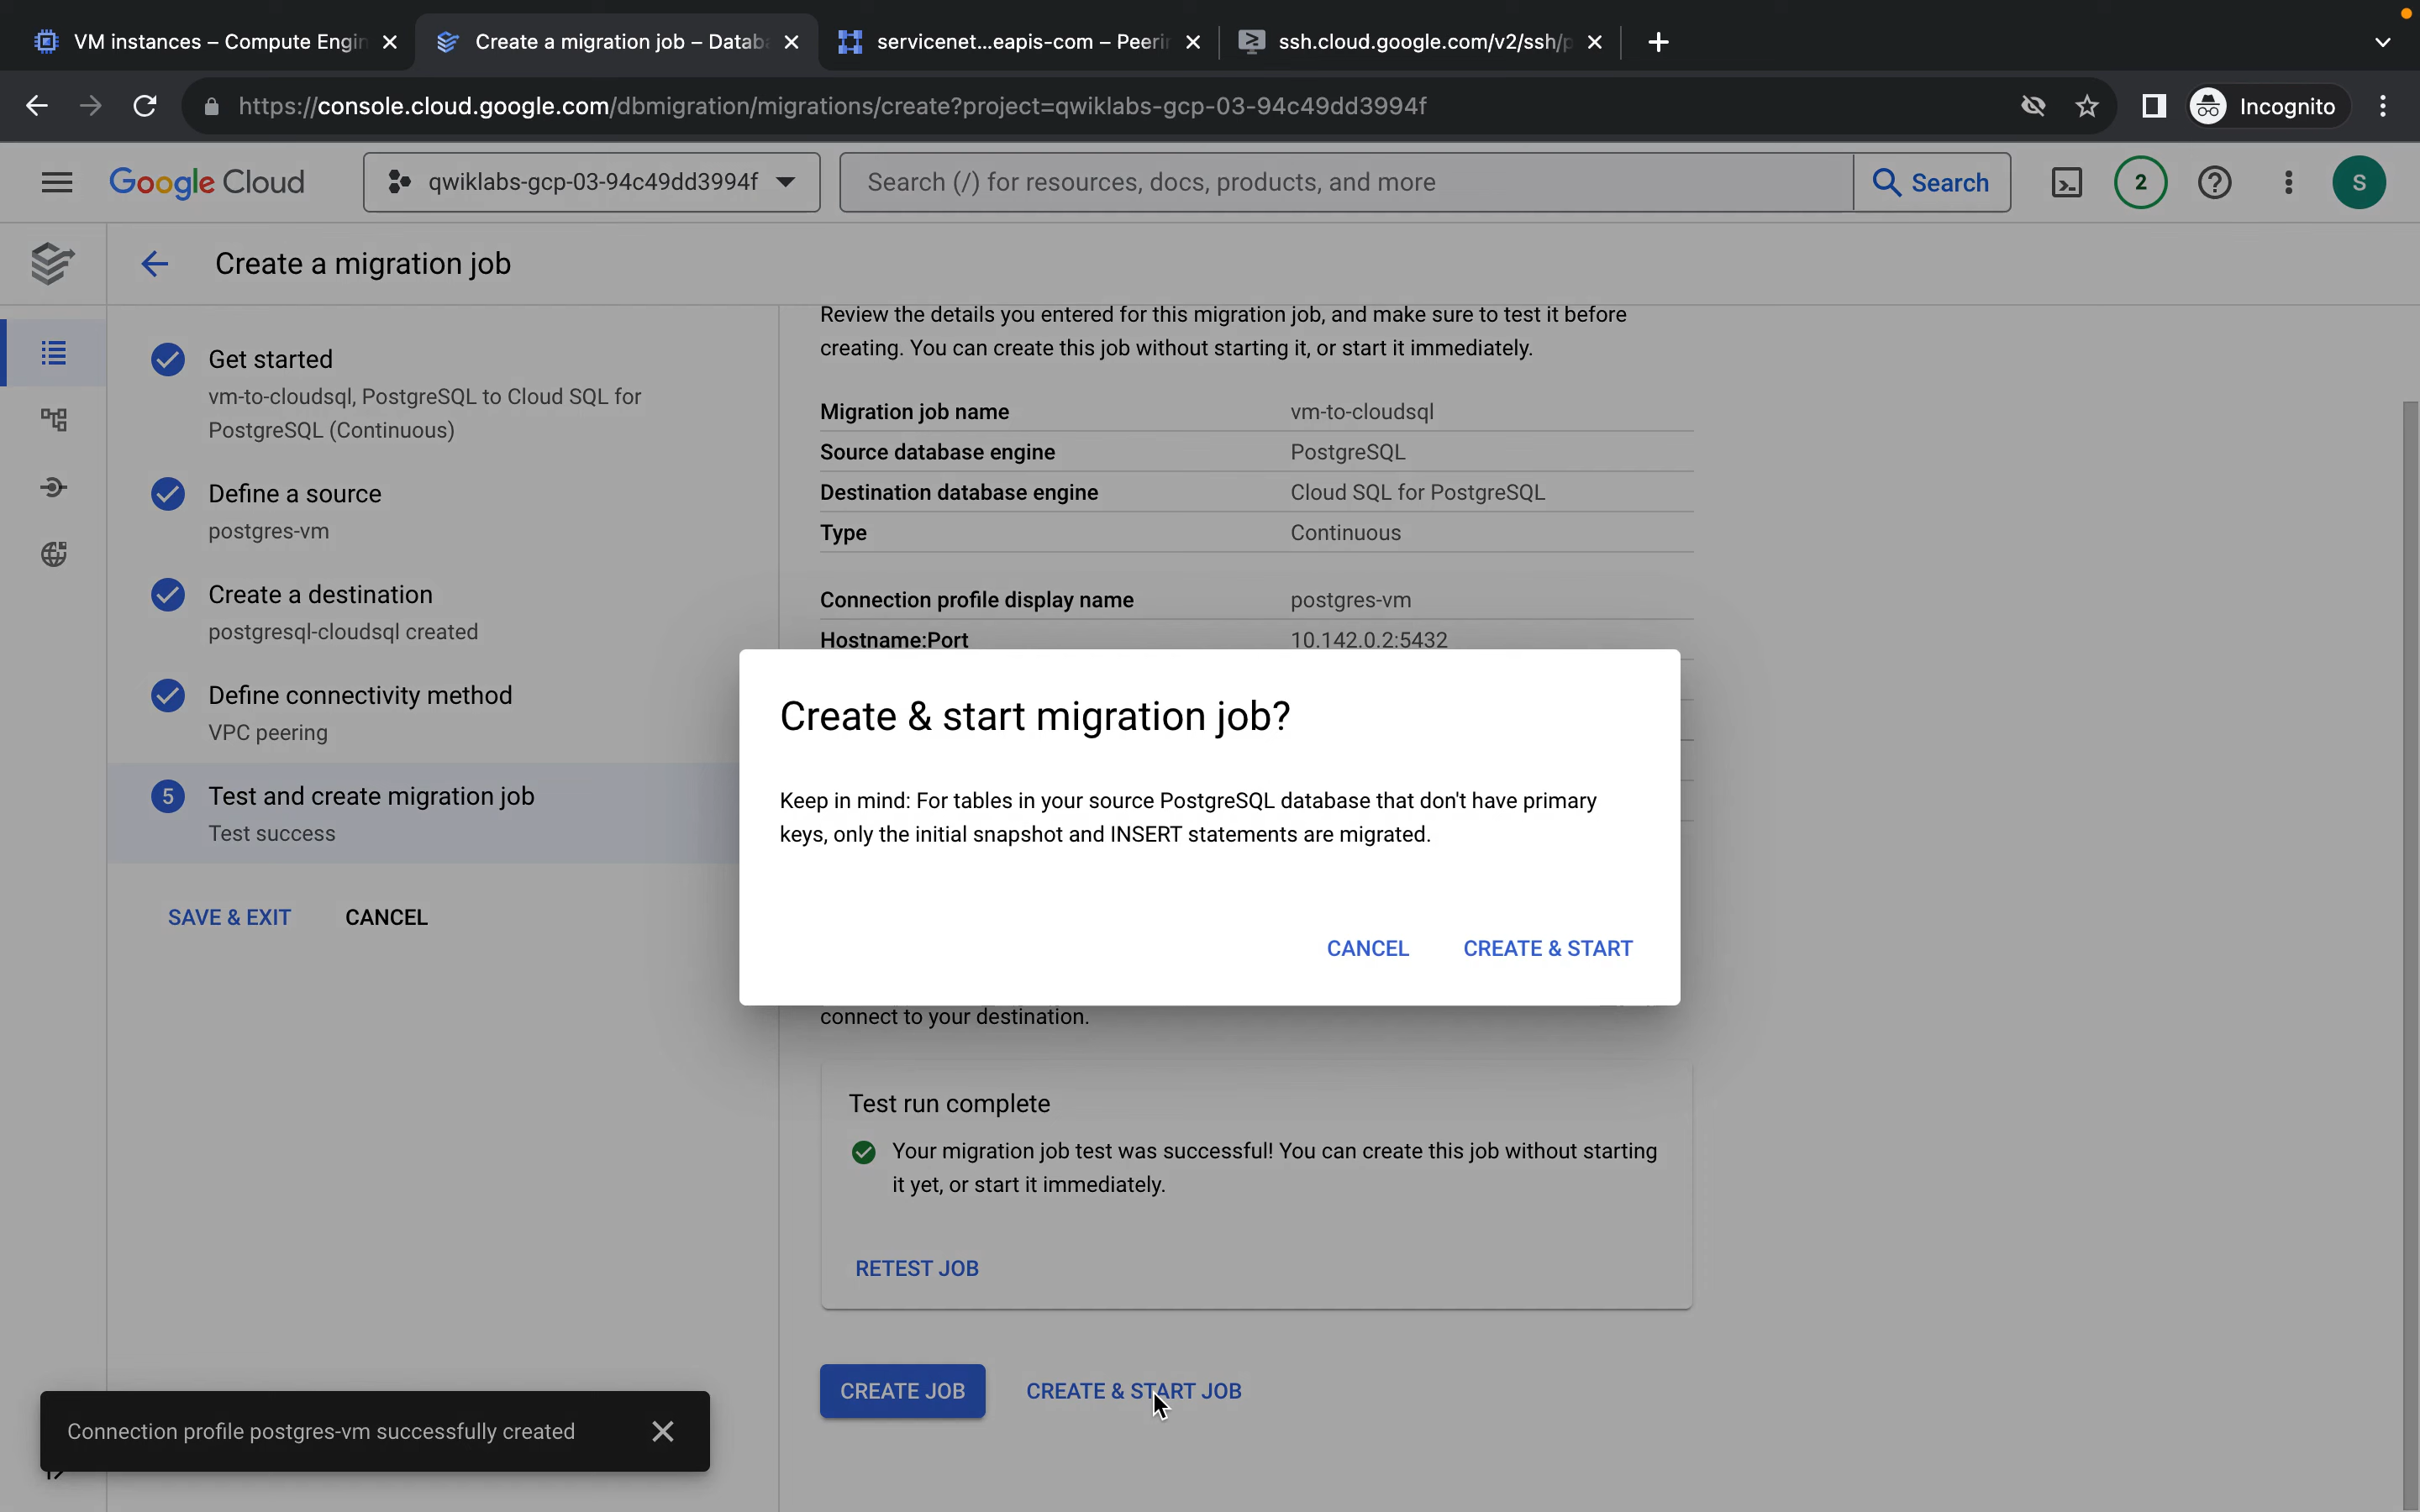 VM instances – Compute Engin
Create a migration job – Datab
servicenet...eapis-com – Peerin
ssh.cloud.google.com/v2/ssh/p
https://console.cloud.google.com/dbmigration/migrations/create?project=qwiklabs-gcp-03-94c49dd3994f
Incognito
Google Cloud
qwiklabs-gcp-03-94c49dd3994f
Search (/) for resources, docs, products, and more
Search
2
S
Create a migration job
Get started
vm-to-cloudsql, PostgreSQL to Cloud SQL for
PostgreSQL (Continuous)
Define a source
postgres-vm
Create a destination
postgresql-cloudsql created
Define connectivity method
VPC peering
5
Test and create migration job
Test success
SAVE & EXIT
CANCEL
Review the details you entered for this migration job, and make sure to test it before
creating. You can create this job without starting it, or start it immediately.
Migration job name
vm-to-cloudsql
Source database engine
PostgreSQL
Destination database engine
Cloud SQL for PostgreSQL
Type
Continuous
Connection profile display name
postgres-vm
Hostname:Port
10.142.0.2:5432
Create & start migration job?
Keep in mind: For tables in your source PostgreSQL database that don't have primary
keys, only the initial snapshot and INSERT statements are migrated.
CANCEL
CREATE & START
connect to your destination.
Test run complete
Your migration job test was successful! You can create this job without starting
it yet, or start it immediately.
RETEST JOB
CREATE JOB
CREATE & START JOB
Connection profile postgres-vm successfully created